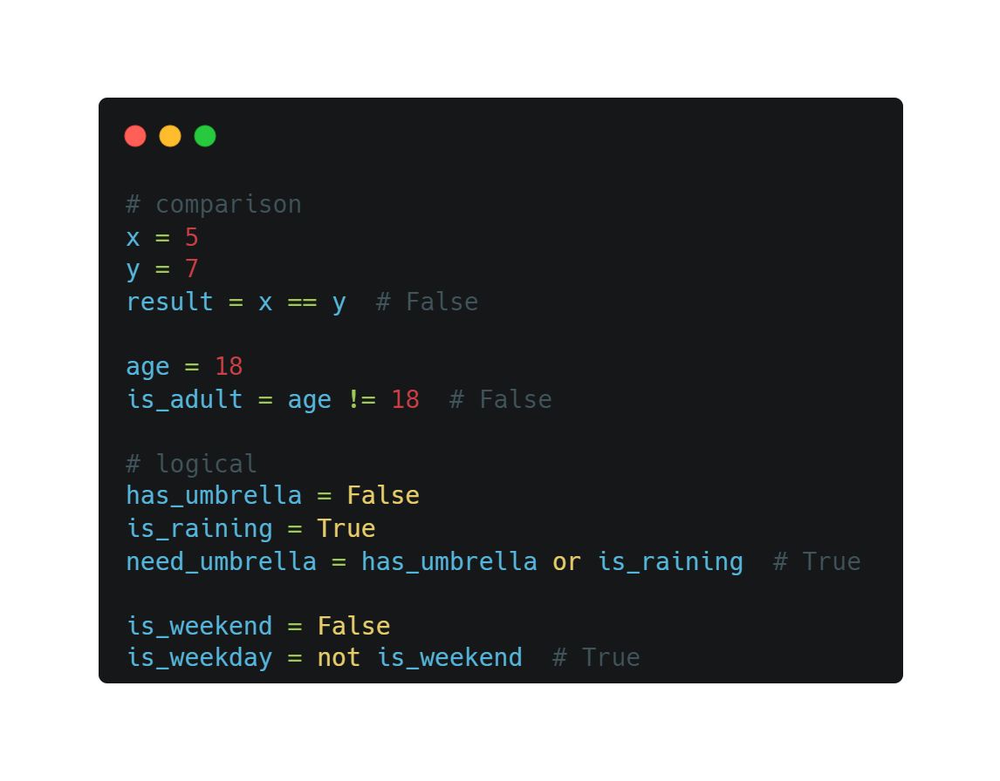 # comparison
x = 5
y = 7
result = x == y  # False

age = 18
is_adult = age != 18  # False

# logical
has_umbrella = False
is_raining = True
need_umbrella = has_umbrella or is_raining  # True

is_weekend = False
is_weekday = not is_weekend  # True